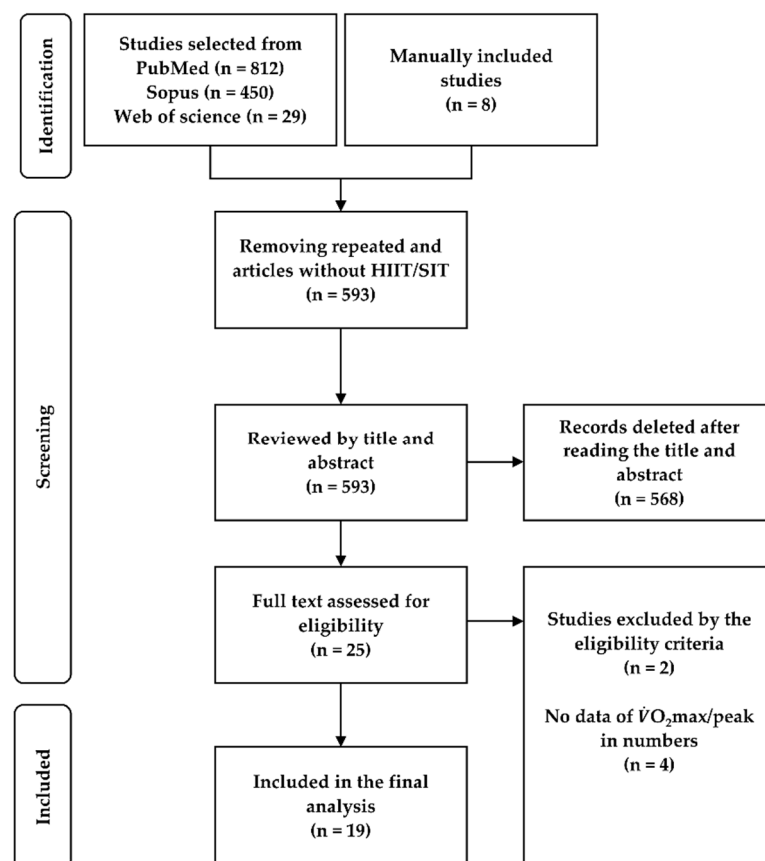 Identification
Studies selected from
PubMed (n = 812)
Sopus (n = 450)
Web of science (n = 29)
Manually included
studies
(n = 8)
Screening
Removing repeated and
articles without HIIT/SIT
(n = 593)
Reviewed by title and
abstract
(n = 593)
Records deleted after
reading the title and
abstract
(n = 568)
Full text assessed for
eligibility
(n = 25)
Studies excluded by the
eligibility criteria
(n = 2)
No data of V̇O₂max/peak
in numbers
(n = 4)
Included
Included in the final
analysis
(n = 19)